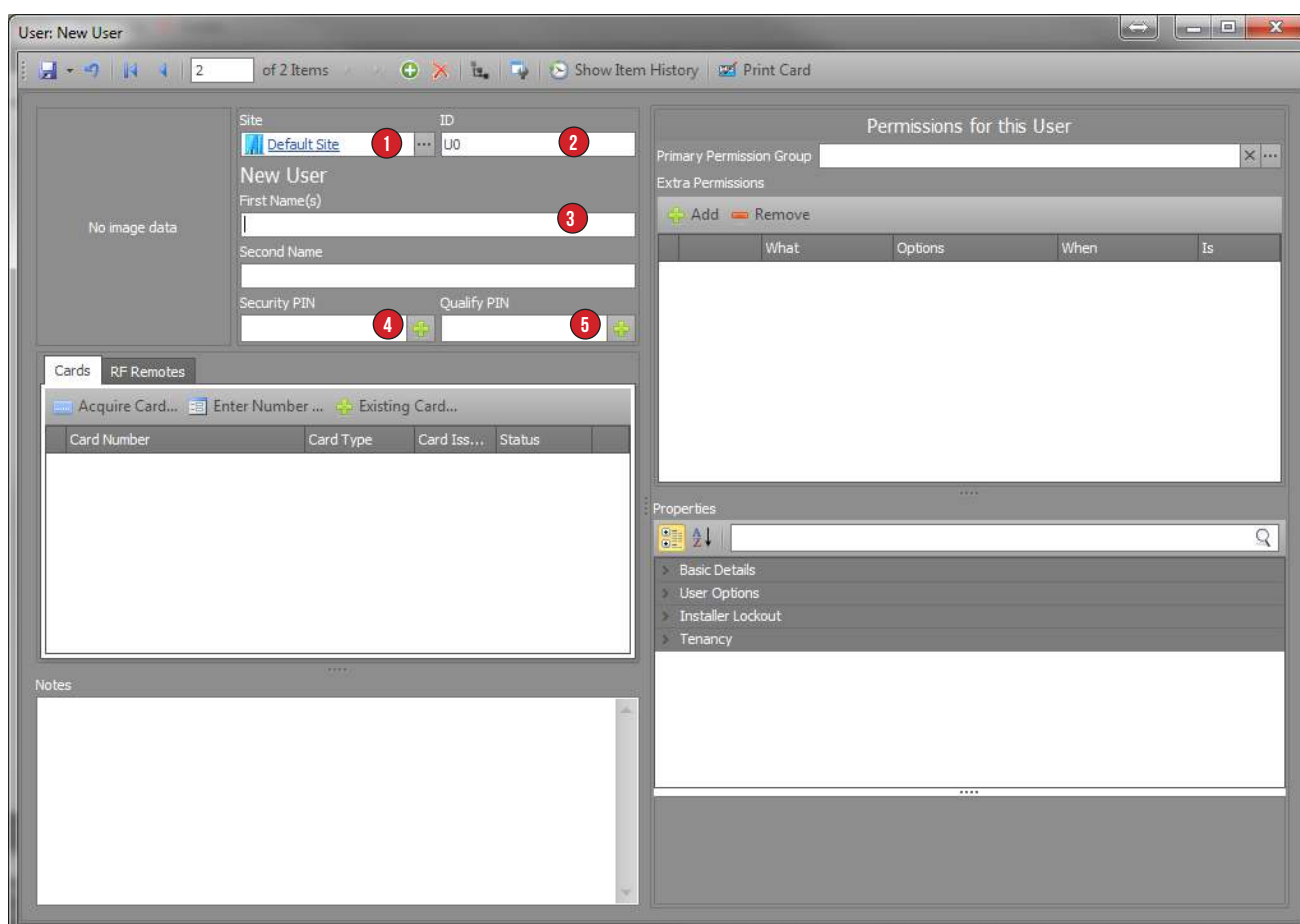 User: New User
2 of 2 Items Show Item History Print Card
Site ID
Default Site 1 ... U0 2
New User
First Name(s)
3
Second Name
Security PIN Qualify PIN
4 5
No image data
Cards RF Remotes
Acquire Card... Enter Number ... Existing Card...
Card Number Card Type Card Iss... Status
Notes
Permissions for this User
Primary Permission Group
Extra Permissions
Add Remove
What Options When Is
Properties
Basic Details
User Options
Installer Lockout
Tenancy